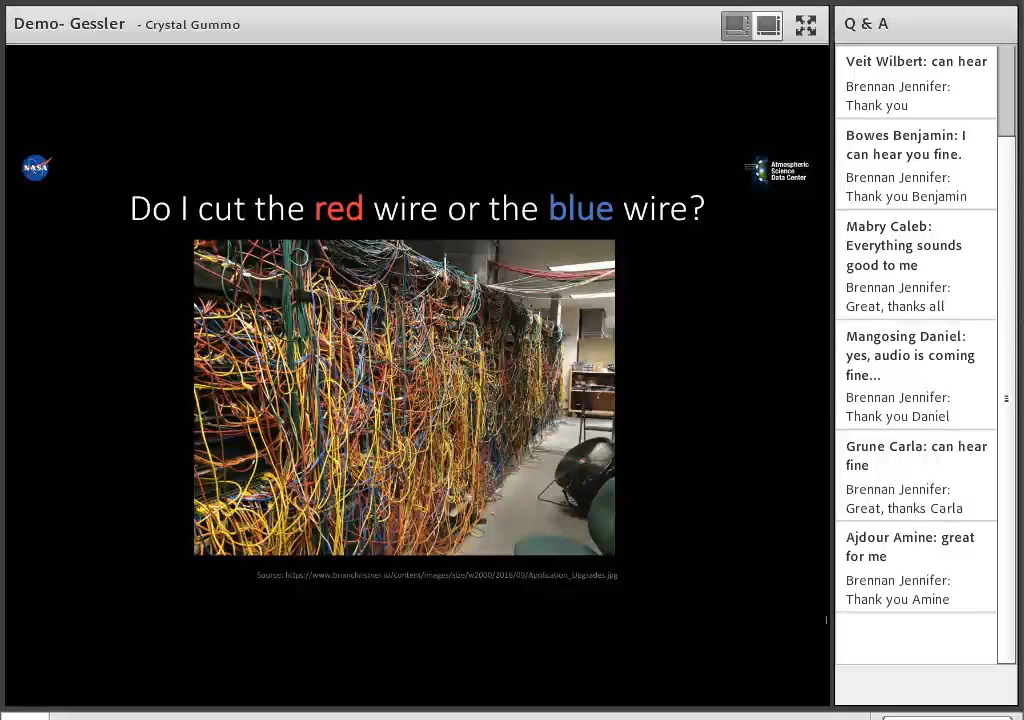 Demo- Gessler - Crystal Gummo
NASA
Atmospheric
Science
Data Center
Do I cut the red wire or the blue wire?
Source: https://www.brianchristner.io/content/images/size/w2000/2016/09/Application_Upgrades.jpg
Q & A
Veit Wilbert: can hear
Brennan Jennifer:
Thank you
Bowes Benjamin: I
can hear you fine.
Brennan Jennifer:
Thank you Benjamin
Mabry Caleb:
Everything sounds
good to me
Brennan Jennifer:
Great, thanks all
Mangosing Daniel:
yes, audio is coming
fine...
Brennan Jennifer:
Thank you Daniel
Grune Carla: can hear
fine
Brennan Jennifer:
Great, thanks Carla
Ajdour Amine: great
for me
Brennan Jennifer:
Thank you Amine